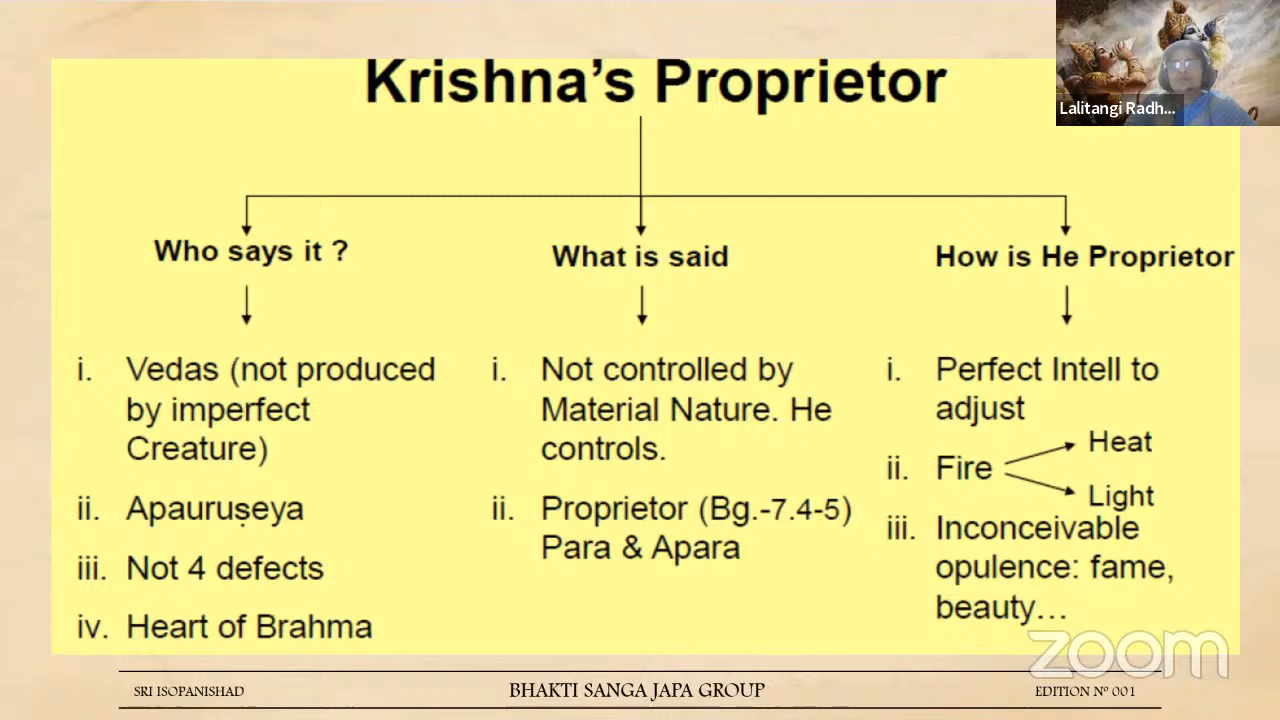 Krishna's Proprietor
Lalitangi Radh...
Who says it ?
What is said
How is He Proprietor
i. Vedas (not produced
by imperfect
Creature)
ii. Apauruṣeya
iii. Not 4 defects
iv. Heart of Brahma
i. Not controlled by
Material Nature. He
controls.
ii. Proprietor (Bg.-7.4-5)
Para & Apara
i. Perfect Intell to
adjust
ii. Fire
Heat
Light
iii. Inconceivable
opulence: fame,
beauty...
zoom
SRI ISOPANISHAD
BHAKTI SANGA JAPA GROUP
EDITION Nº 001